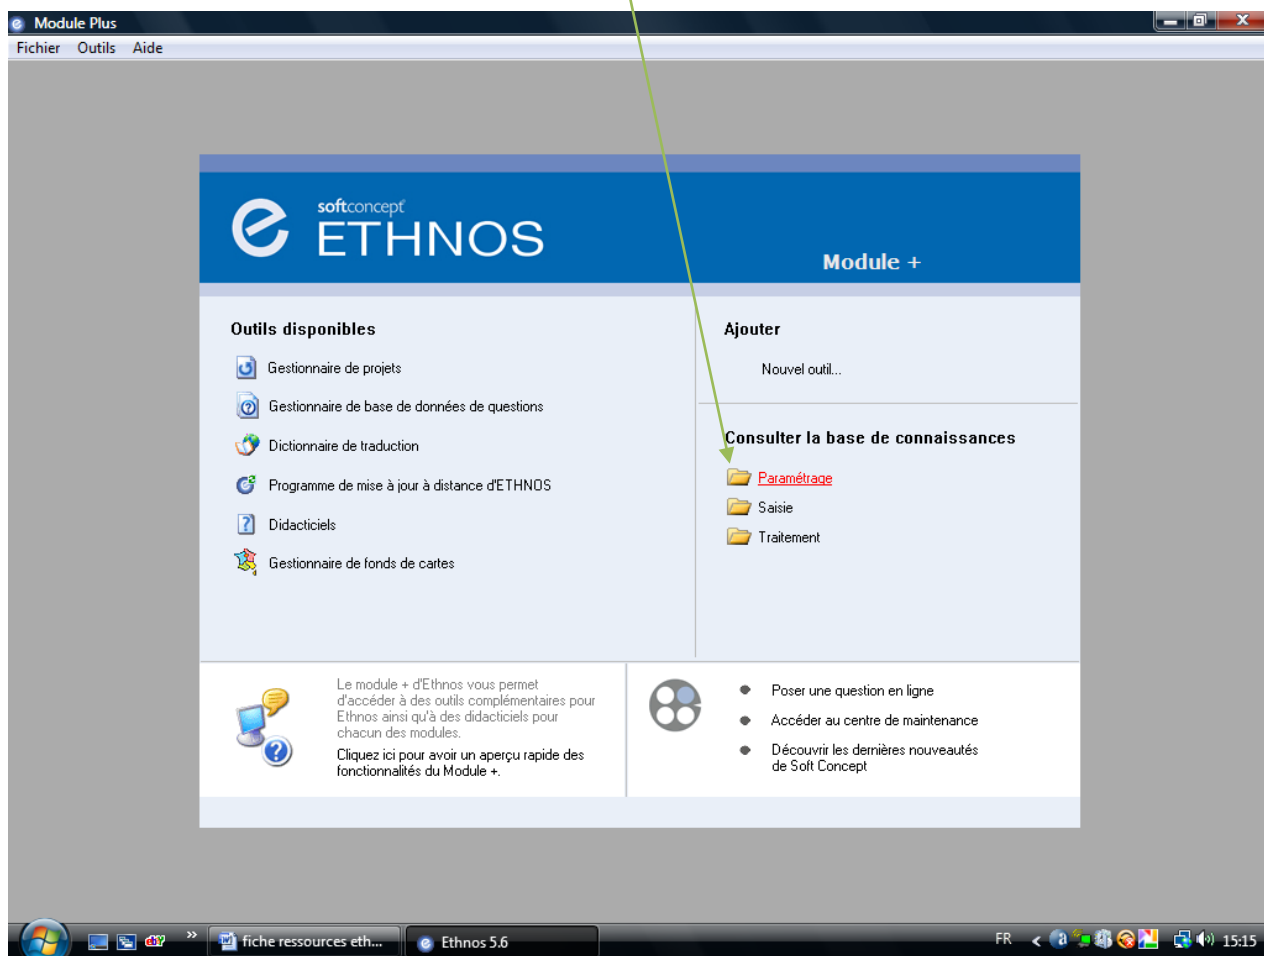 Module Plus
Fichier Outils Aide
softconcept
ETHNOS
Module +
Outils disponibles
Gestionnaire de projets
Gestionnaire de base de données de questions
Dictionnaire de traduction
Programme de mise à jour à distance d'ETHNOS
Didacticiels
Gestionnaire de fonds de cartes
Ajouter
Nouvel outil...
Consulter la base de connaissances
Paramétrage
Saisie
Traitement
Le module + d'Ethnos vous permet
d'accéder à des outils complémentaires pour
Ethnos ainsi qu'à des didacticiels pour
chacun des modules.
Cliquez ici pour avoir un aperçu rapide des
fonctionnalités du Module +.
Poser une question en ligne
Accéder au centre de maintenance
Découvrir les dernières nouveautés
de Soft Concept
fiche ressources eth...
Ethnos 5.6
FR
15:15